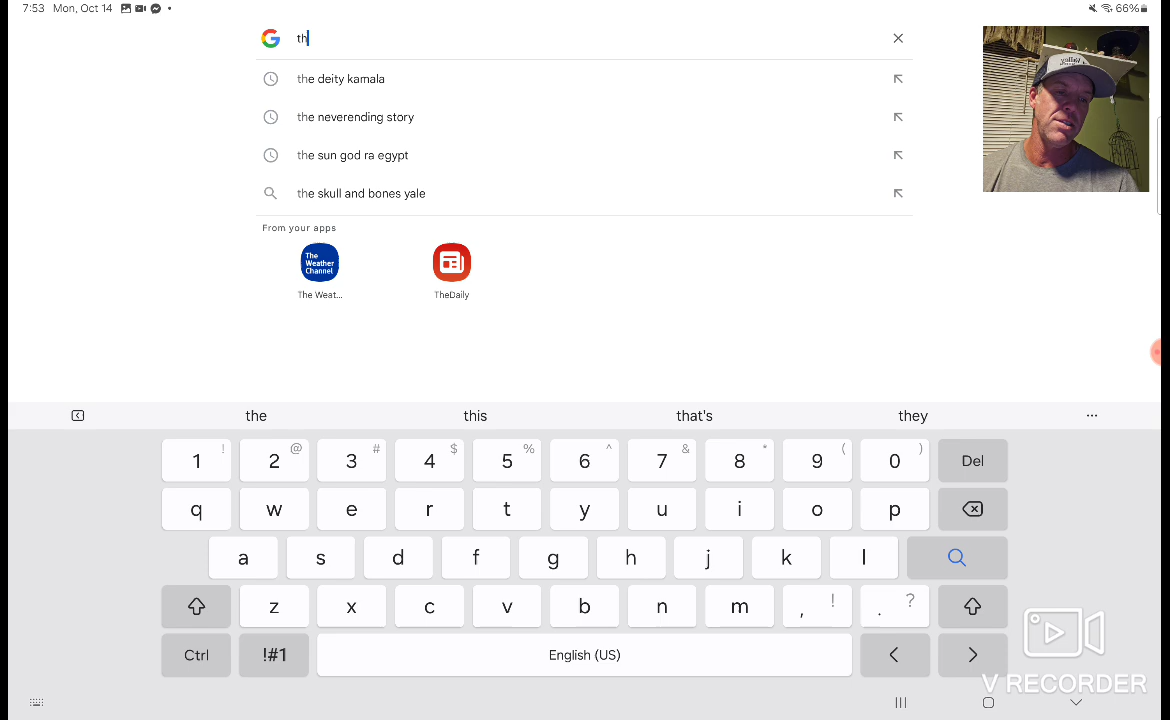 7:53 Mon, Oct 14
66%
th
the deity kamala
the neverending story
the sun god ra egypt
the skull and bones yale
From your apps
The Weather Channel
The Weat...
TheDaily
the this that's they ...
! @ # $ % ^ & * ( )
1 2 3 4 5 6 7 8 9 0 Del
q w e r t y u i o p
a s d f g h j k l
z x c v b n m , ! . ?
Ctrl !#1 English (US) < >
V RECORDER